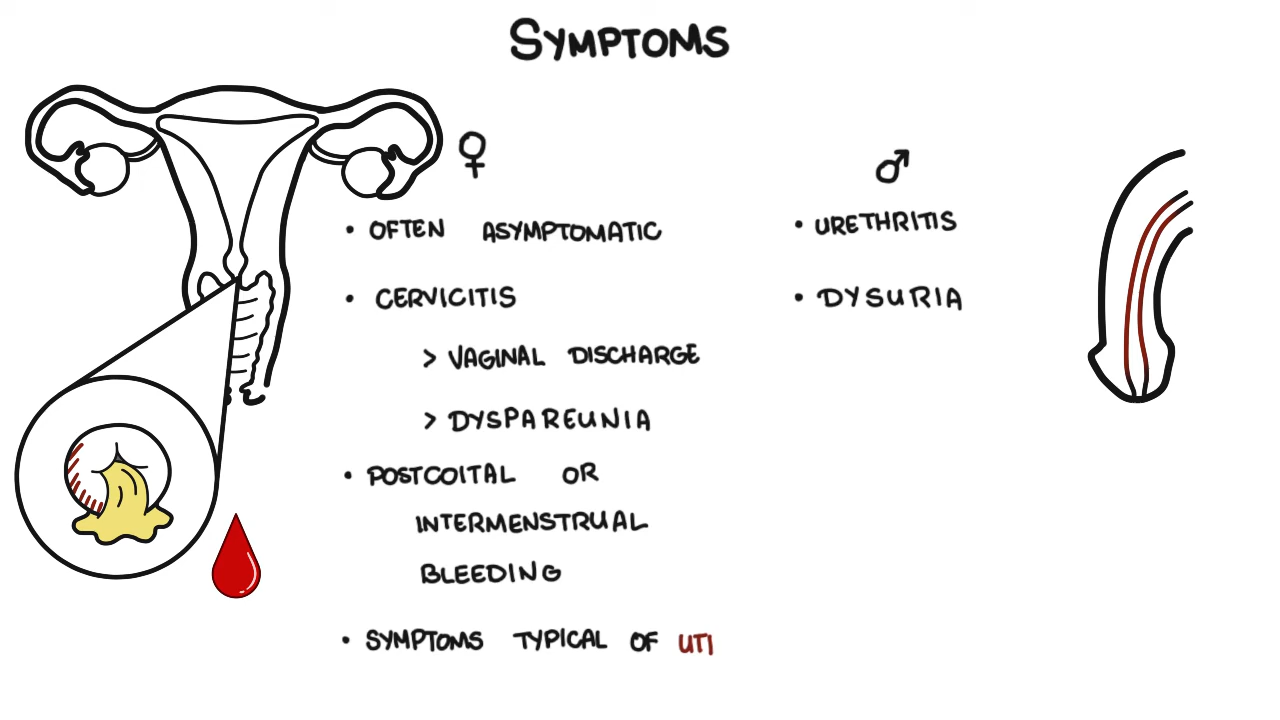 SYMPTOMS
♀
• OFTEN ASYMPTOMATIC
• CERVICITIS
> VAGINAL DISCHARGE
> DYSPAREUNIA
• POSTCOITAL OR
INTERMENSTRUAL
BLEEDING
• SYMPTOMS TYPICAL OF UTI
♂
• URETHRITIS
• DYSURIA